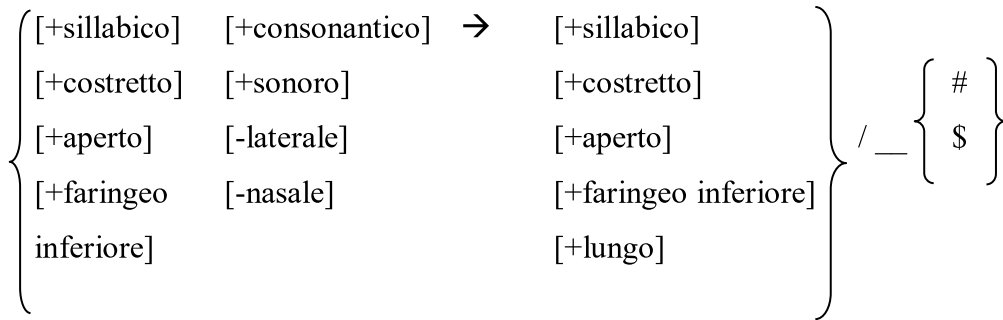 [+sillabico] [+consonantico] → [+sillabico]
[+costretto] [+sonoro] [+costretto] #
[+aperto] [-laterale] [+aperto] / __ $
[+faringeo [-nasale] [+faringeo inferiore]
inferiore] [+lungo]